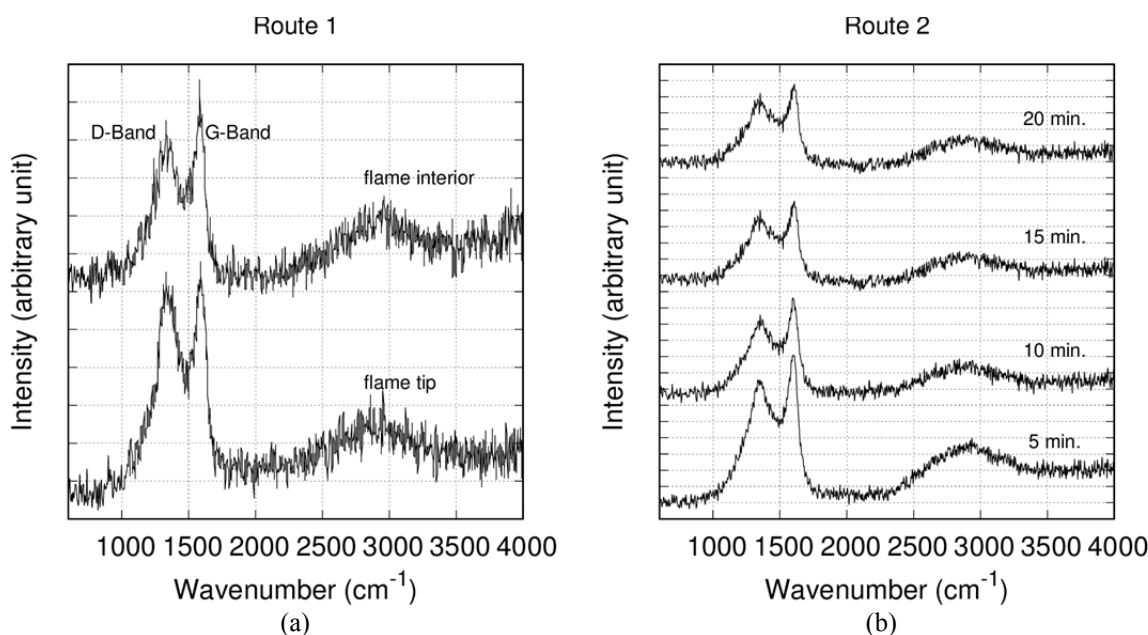 Route 1
Intensity (arbitrary unit)
D-Band
G-Band
flame interior
flame tip
1000 1500 2000 2500 3000 3500 4000
Wavenumber (cm-1)
(a)
Route 2
Intensity (arbitrary unit)
20 min.
15 min.
10 min.
5 min.
1000 1500 2000 2500 3000 3500 4000
Wavenumber (cm-1)
(b)